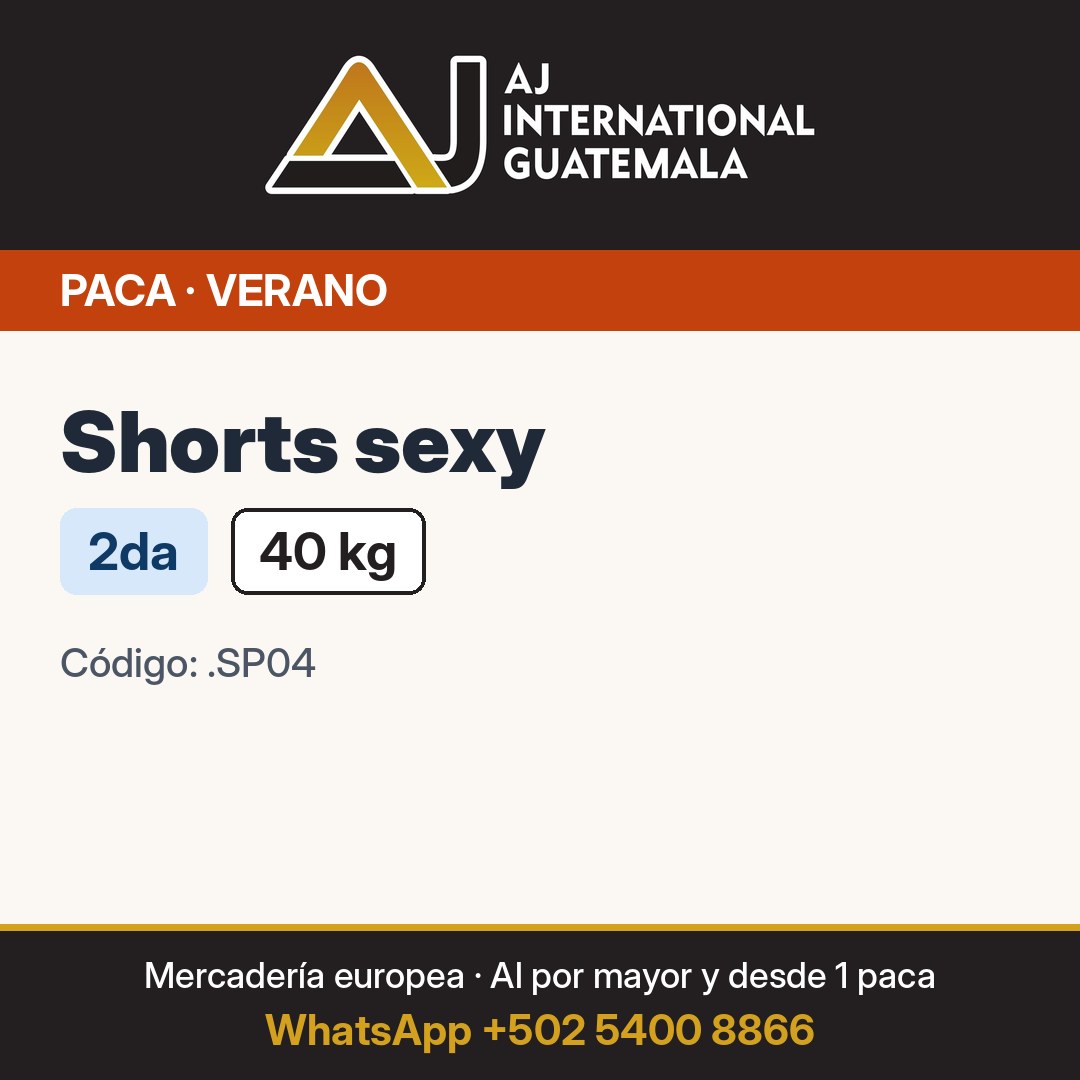 AJ
INTERNATIONAL
GUATEMALA
PACA · VERANO
Shorts sexy
2da
40 kg
Código: .SP04
Mercadería europea · Al por mayor y desde 1 paca
WhatsApp +502 5400 8866